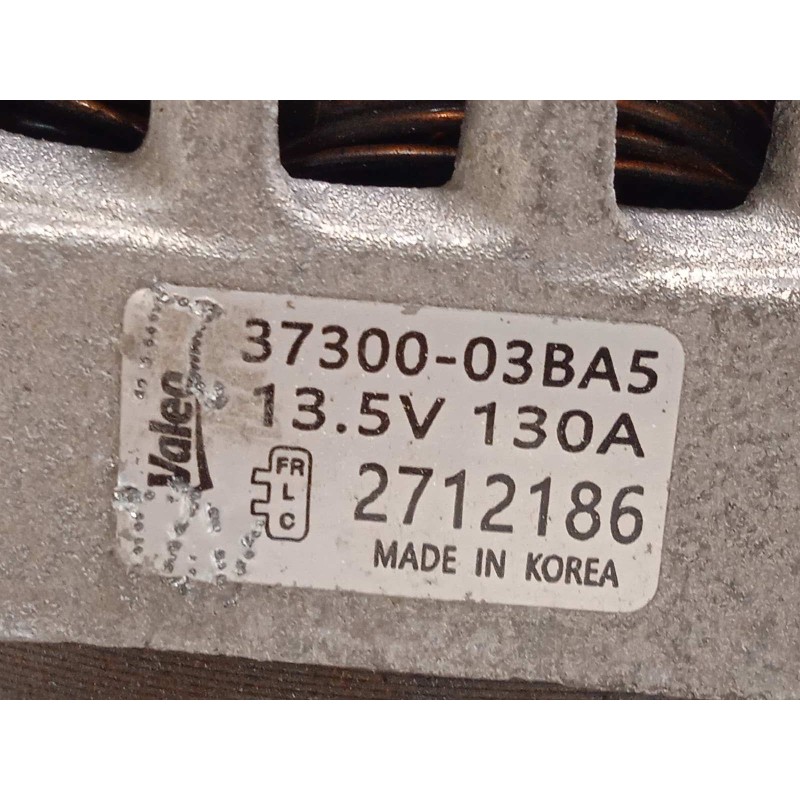 Valeo
37300-03BA5
13.5V 130A
FR
L
C
2712186
MADE IN KOREA